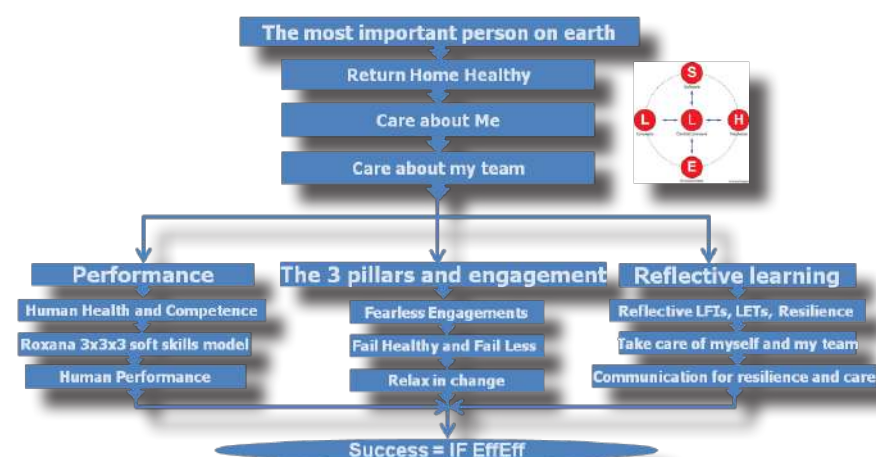 The most important person on earth
Return Home Healthy
Care about Me
Care about my team
S
L
L
H
E
Performance
Human Health and Competence
Roxana 3x3x3 soft skills model
Human Performance
The 3 pillars and engagement
Fearless Engagements
Fail Healthy and Fail Less
Relax in change
Reflective learning
Reflective LFIs, LETs, Resilience
Take care of myself and my team
Communication for resilience and care
Success = IF EffEff